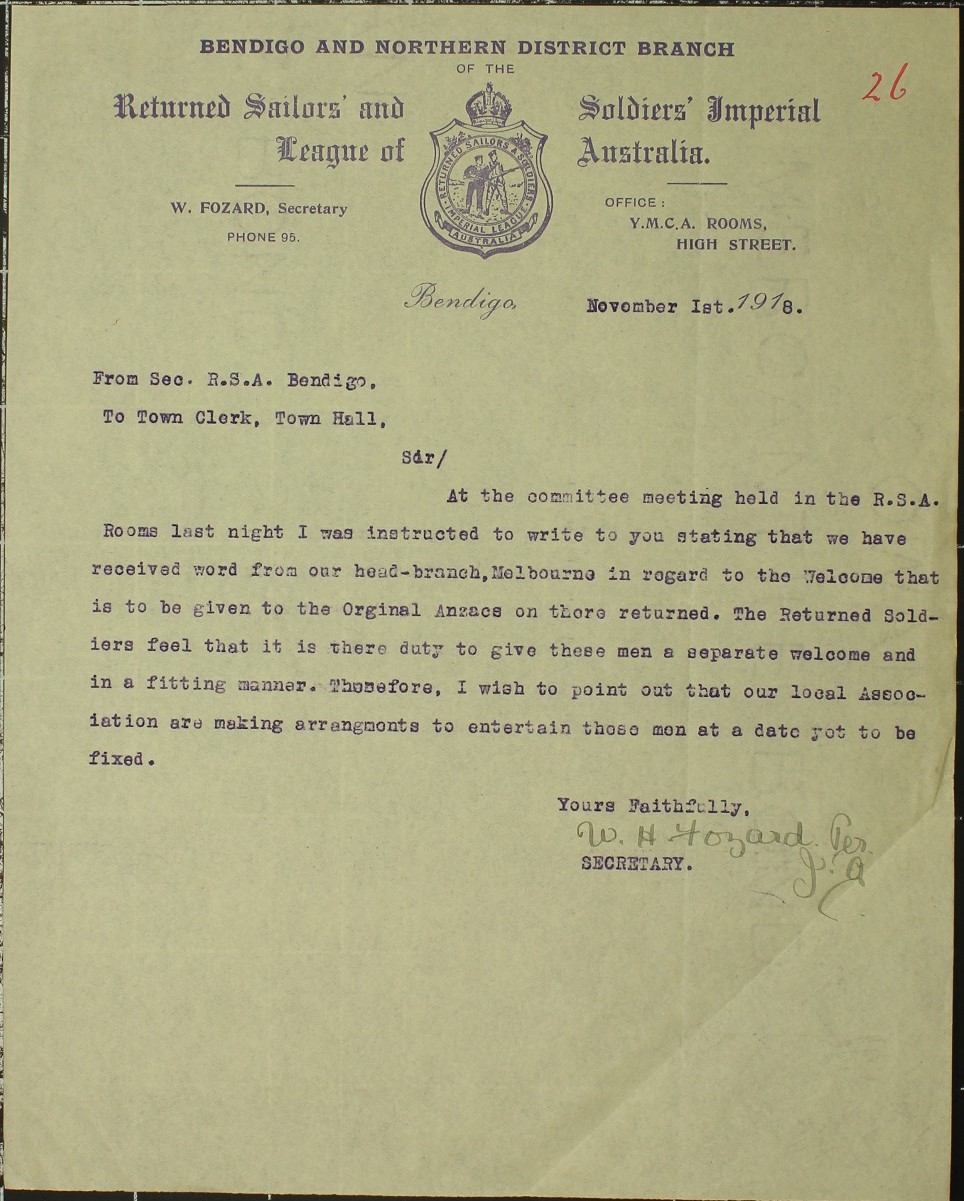 BENDIGO AND NORTHERN DISTRICT BRANCH
OF THE
26
Returned Sailors' and Soldiers' Imperial
League of Australia.
RETURNED SAILORS & SOLDIERS
IMPERIAL LEAGUE
AUSTRALIA
W. FOZARD, Secretary
PHONE 95.
OFFICE :
Y.M.C.A. ROOMS,
HIGH STREET.
Bendigo, November Ist. 1918.
From Sec. R.S.A. Bendigo,
To Town Clerk, Town Hall,
Sir/
At the committee meeting held in the R.S.A.
Rooms last night I was instructed to write to you stating that we have
received word from our head-branch,Melbourne in regard to the Welcome that
is to be given to the Orginal Anzacs on there returned. The Returned Sold-
iers feel that it is there duty to give these men a separate welcome and
in a fitting manner. Therefore, I wish to point out that our local Assoc-
iation are making arrangments to entertain those men at a date yet to be
fixed.
Yours Faithfully,
W. H. Fozard. Per.
J. A
SECRETARY.